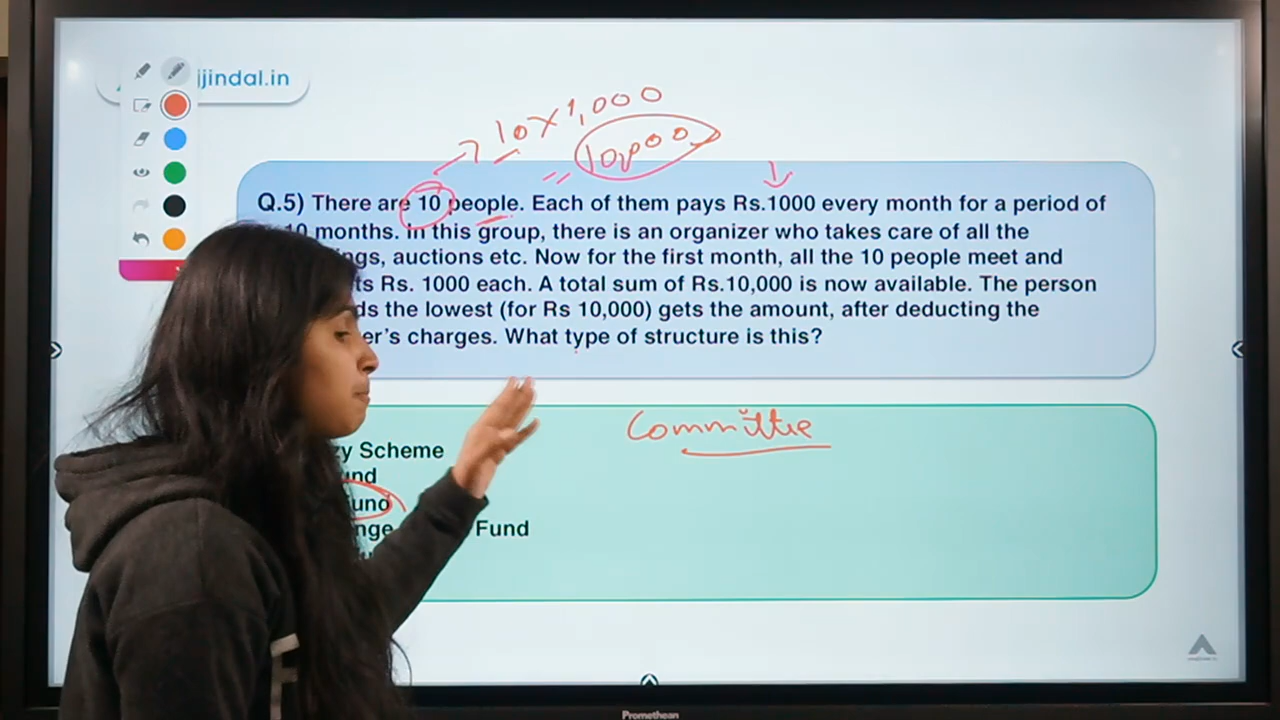 jjindal.in
10 X 1,000
10,000
Q.5) There are 10 people. Each of them pays Rs.1000 every month for a period of
10 months. In this group, there is an organizer who takes care of all the
auctions etc. Now for the first month, all the 10 people meet and
Rs. 1000 each. A total sum of Rs.10,000 is now available. The person
the lowest (for Rs 10,000) gets the amount, after deducting the
charges. What type of structure is this?
Committee
Scheme
Fund
Promethean